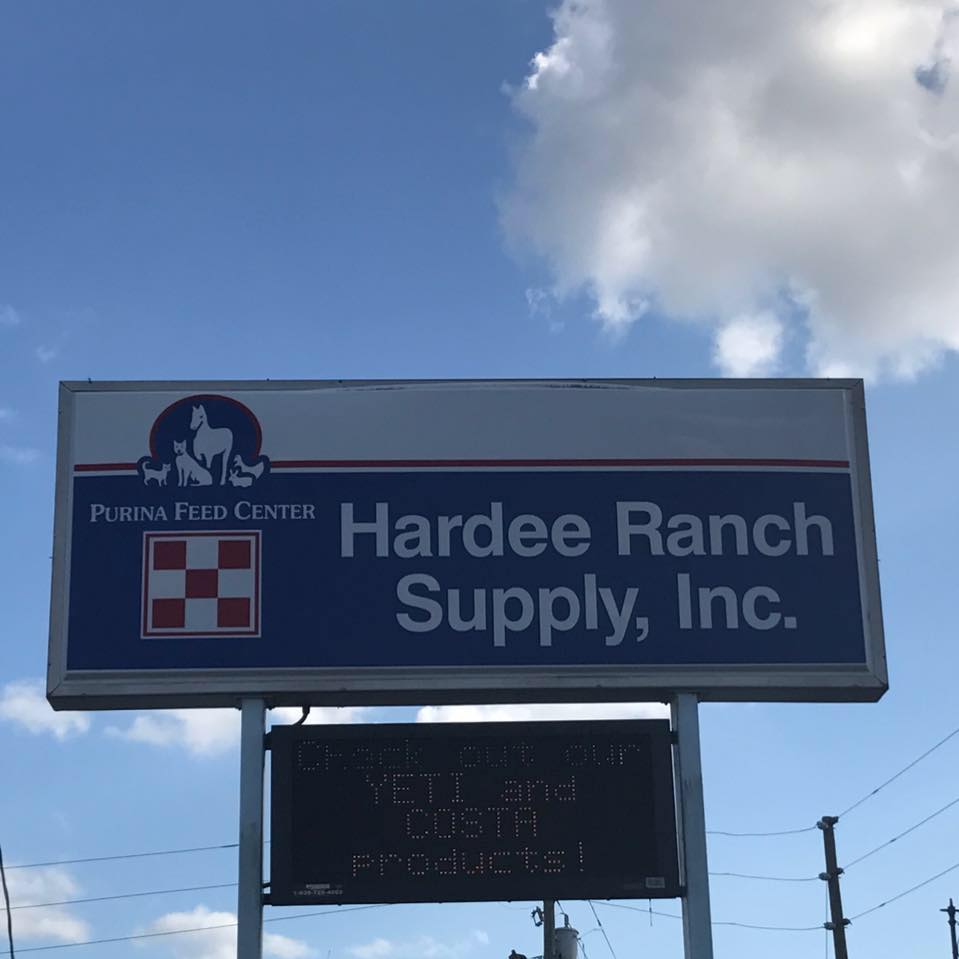 PURINA FEED CENTER
Hardee Ranch
Supply, Inc.
Check out our
YETI and
COSTA
products!